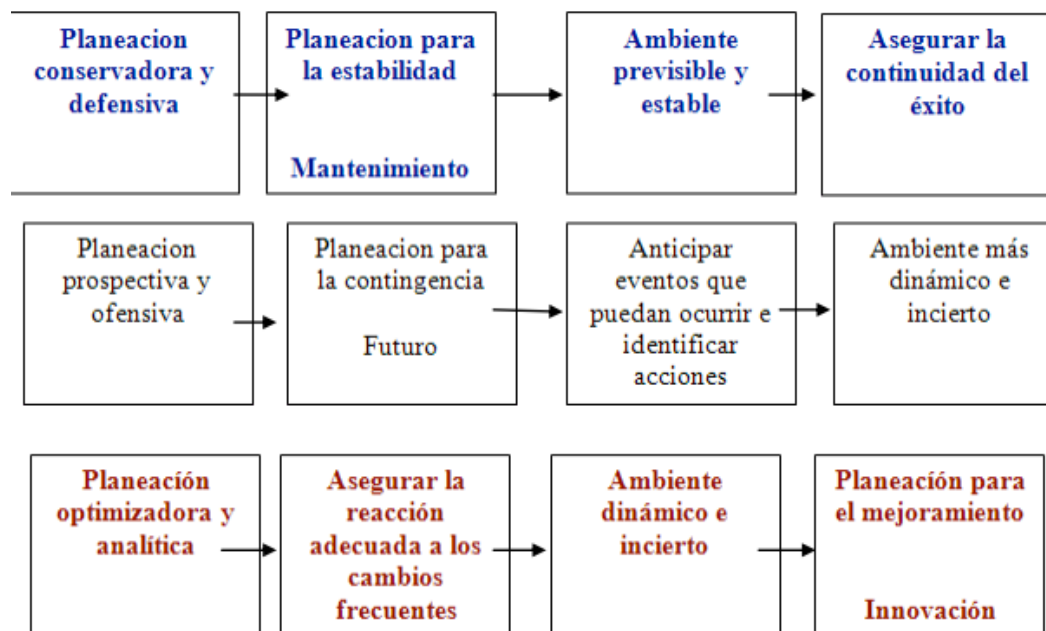 Planeacion
conservadora y
defensiva
Planeacion para
la estabilidad
Mantenimiento
Ambiente
previsible y
estable
Asegurar la
continuidad del
éxito
Planeacion
prospectiva y
ofensiva
Planeacion para
la contingencia
Futuro
Anticipar
eventos que
puedan ocurrir e
identificar
acciones
Ambiente más
dinámico e
incierto
Planeación
optimizadora y
analítica
Asegurar la
reacción
adecuada a los
cambios
frecuentes
Ambiente
dinámico e
incierto
Planeación para
el mejoramiento
Innovación